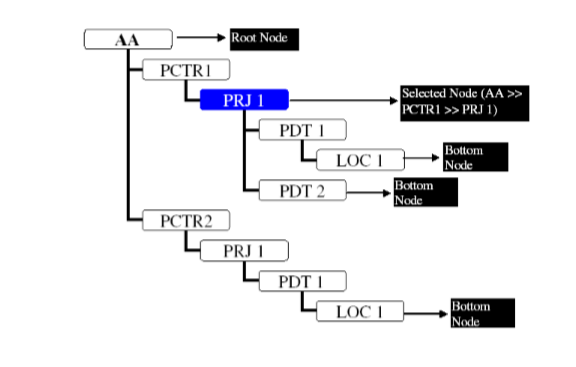 AA
Root Node
PCTR1
PRJ 1
Selected Node (AA >>
PCTR1 >> PRJ 1)
PDT 1
LOC 1
Bottom
Node
PDT 2
Bottom
Node
PCTR2
PRJ 1
PDT 1
LOC 1
Bottom
Node